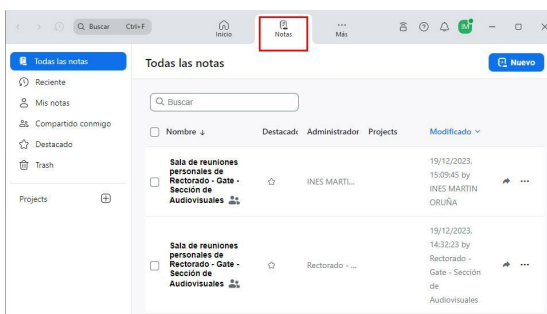 Buscar Ctrl+F
Inicio
Notas
Más
IM
Todas las notas
Reciente
Mis notas
Compartido conmigo
Destacado
Trash
Projects
Todas las notas
Nuevo
Buscar
Nombre ↓ Destacado Administrador Projects Modificado
Sala de reuniones
personales de
Rectorado - Gate -
Sección de
Audiovisuales
INES MARTI...
19/12/2023,
15:09:45 by
INES MARTIN
ORUÑA
Sala de reuniones
personales de
Rectorado - Gate -
Sección de
Audiovisuales
Rectorado - ...
19/12/2023,
14:32:23 by
Rectorado -
Gate - Sección
de
Audiovisuales